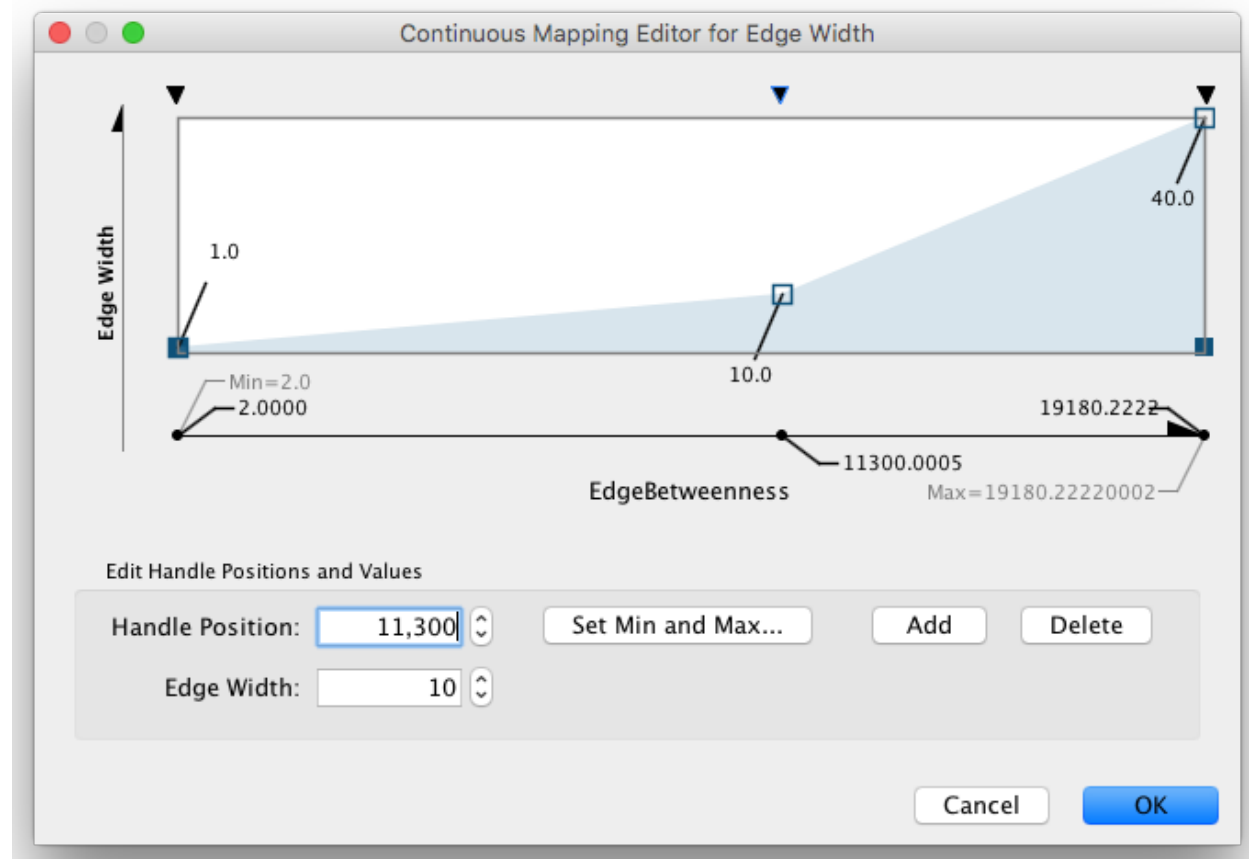 Continuous Mapping Editor for Edge Width
Edge Width
1.0
40.0
10.0
Min=2.0
2.0000
19180.2222
11300.0005
EdgeBetweenness
Max=19180.22220002
Edit Handle Positions and Values
Handle Position: 11,300 Set Min and Max... Add Delete
Edge Width: 10
Cancel OK